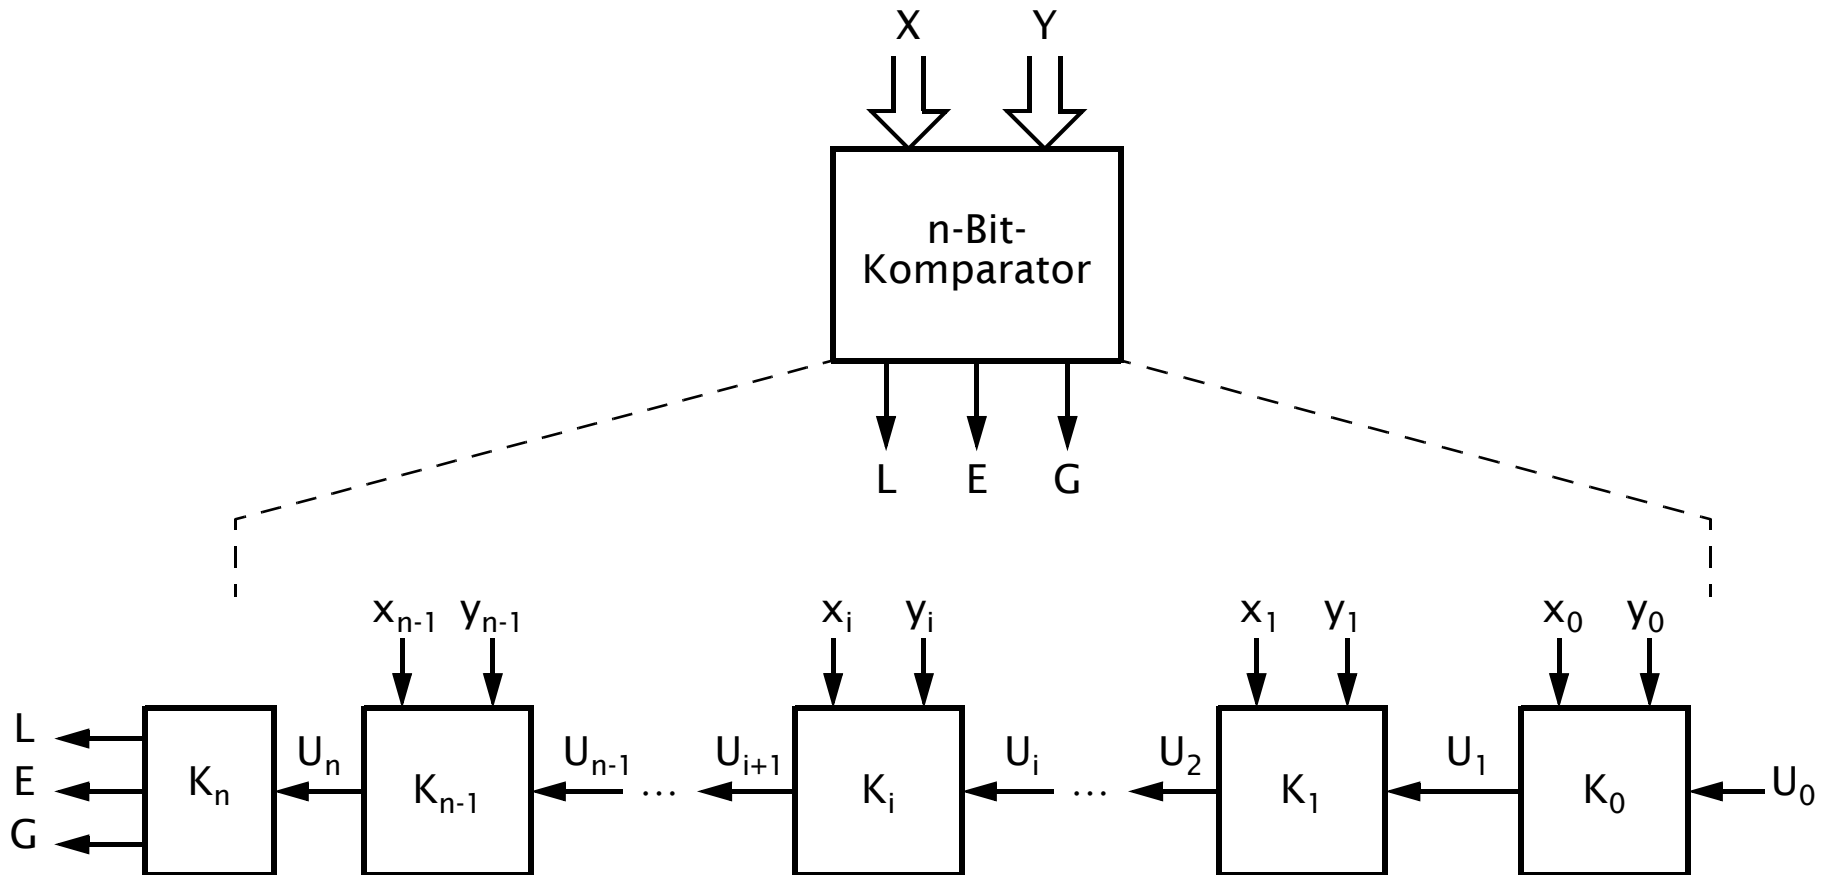 X Y
n-Bit-
Komparator
L E G
xₙ₋₁ yₙ₋₁ xᵢ yᵢ x₁ y₁ x₀ y₀
L
E
G
Kₙ Uₙ Kₙ₋₁ Uₙ₋₁ ... Uᵢ₊₁ Kᵢ Uᵢ ... U₂ K₁ U₁ K₀ U₀